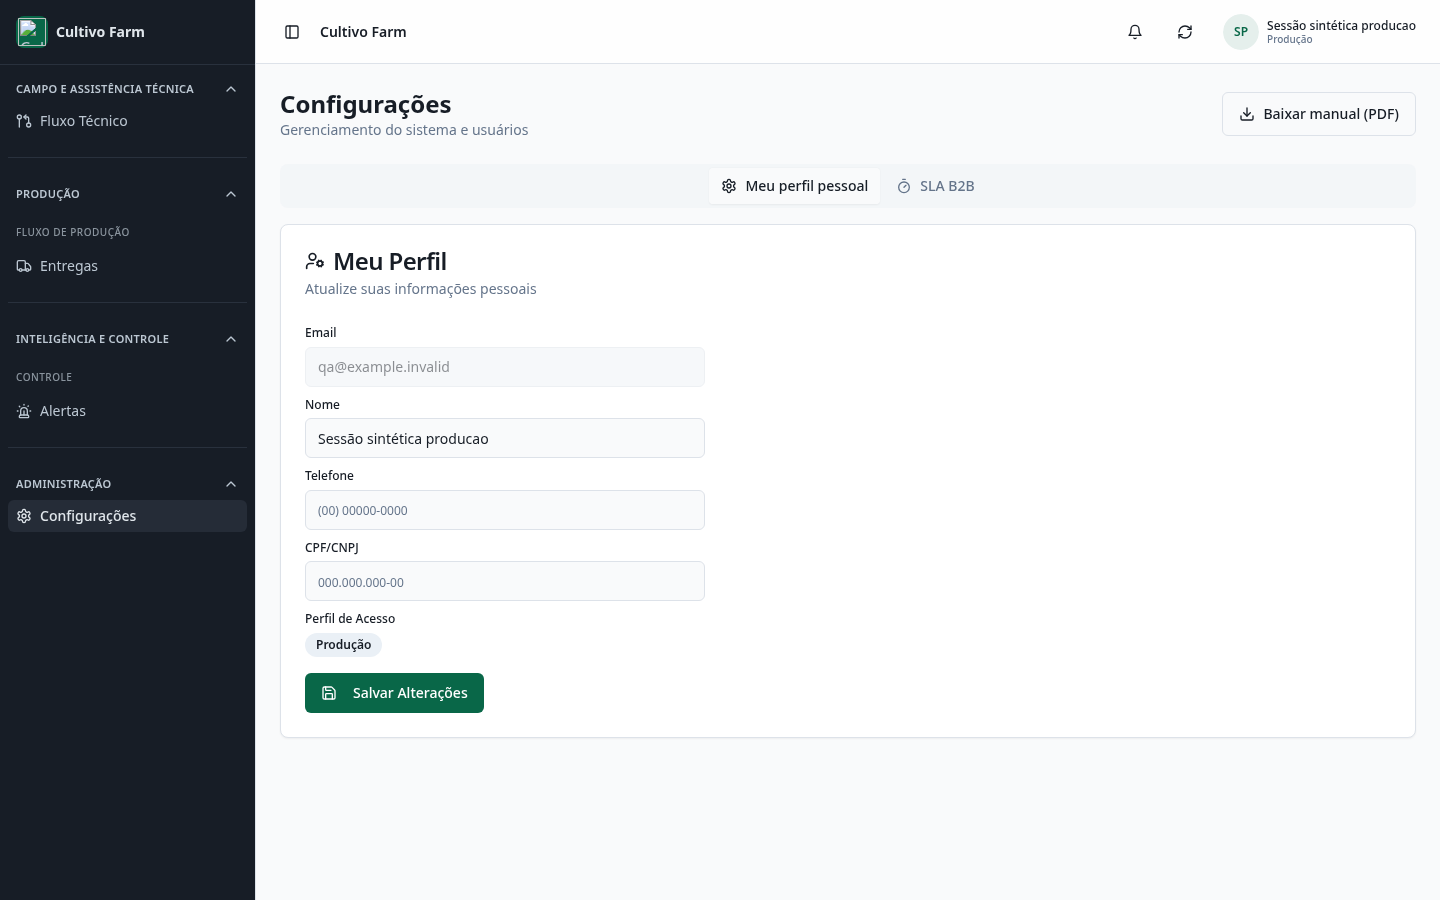 Cultivo Farm
CAMPO E ASSISTÊNCIA TÉCNICA
Fluxo Técnico
PRODUÇÃO
FLUXO DE PRODUÇÃO
Entregas
INTELIGÊNCIA E CONTROLE
CONTROLE
Alertas
ADMINISTRAÇÃO
Configurações
Cultivo Farm
SP
Sessão sintética producao
Produção
Configurações
Gerenciamento do sistema e usuários
Baixar manual (PDF)
Meu perfil pessoal
SLA B2B
Meu Perfil
Atualize suas informações pessoais
Email
qa@example.invalid
Nome
Sessão sintética producao
Telefone
(00) 00000-0000
CPF/CNPJ
000.000.000-00
Perfil de Acesso
Produção
Salvar Alterações